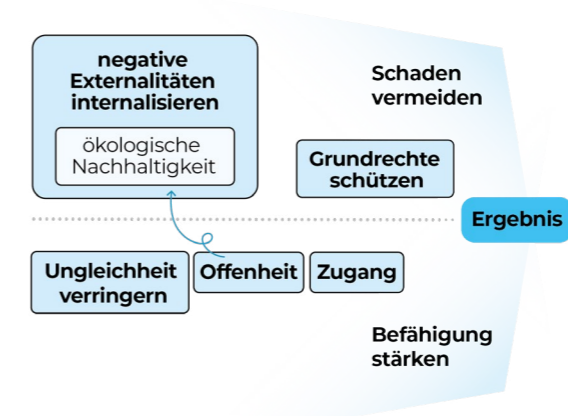 negative
Externalitäten
internalisieren
ökologische
Nachhaltigkeit
Schaden
vermeiden
Grundrechte
schützen
Ergebnis
Ungleichheit
verringern
Offenheit
Zugang
Befähigung
stärken